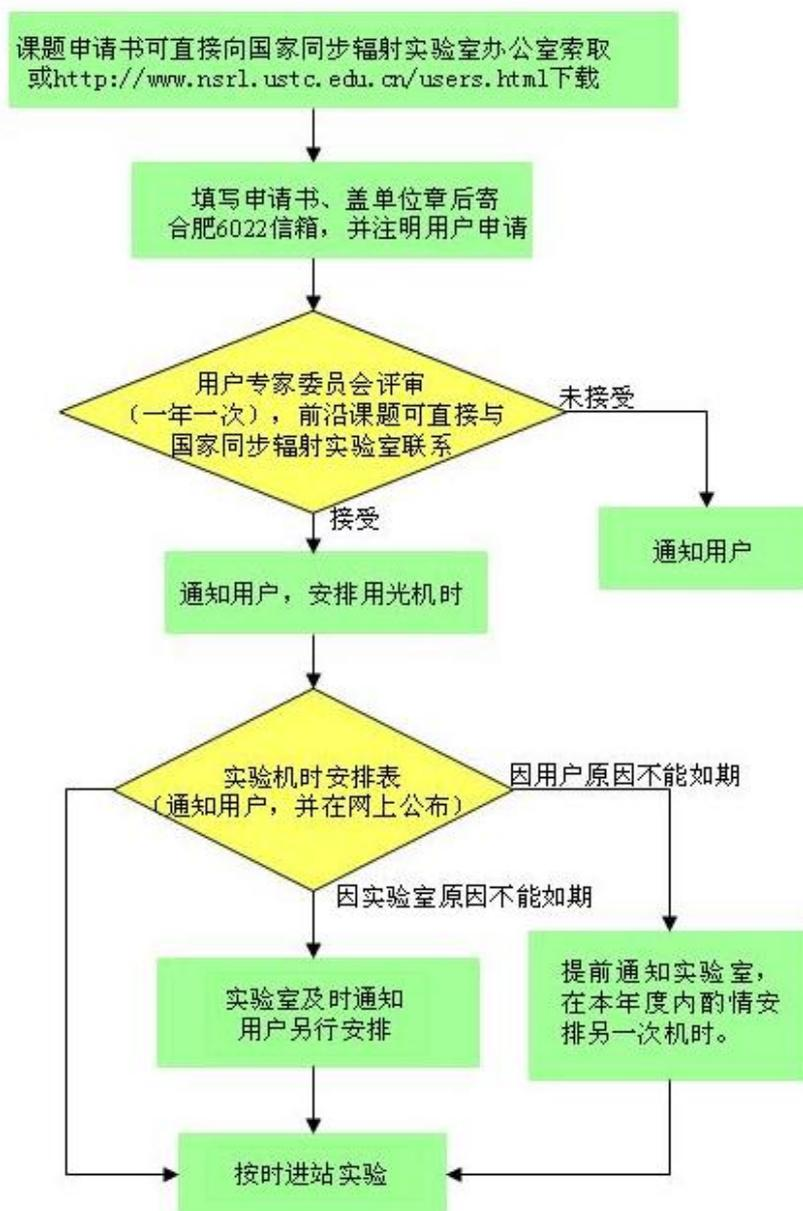 课题申请书可直接向国家同步辐射实验室办公室索取
或http://www.nsrl.ustc.edu.cn/users.html下载
填写申请书、盖单位章后寄
合肥6022信箱，并注明用户申请
用户专家委员会评审
（一年一次），前沿课题可直接与
国家同步辐射实验室联系
未接受
接受
通知用户
通知用户，安排用光机时
实验机时安排表
（通知用户，并在网上公布）
因用户原因不能如期
因实验室原因不能如期
实验室及时通知
用户另行安排
提前通知实验室，
在本年度内酌情安
排另一次机时。
按时进站实验